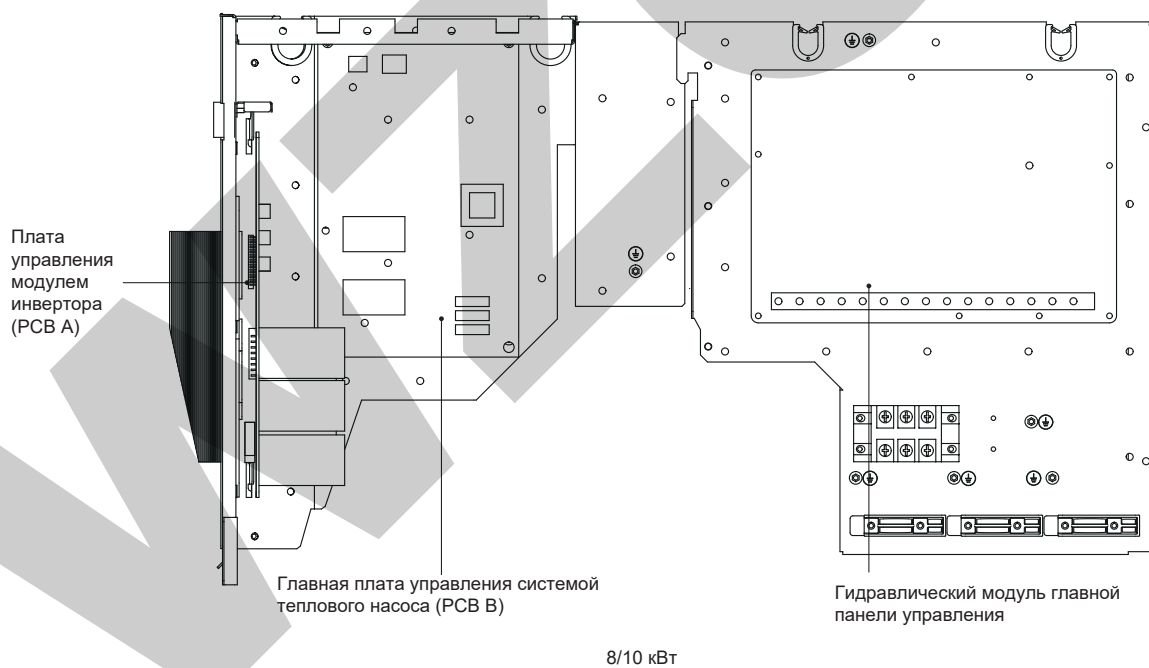 Плата
управления
модулем
инвертора
(PCB A)
Главная плата управления системой
теплового насоса (PCB B)
Гидравлический модуль главной
панели управления
8/10 кВт